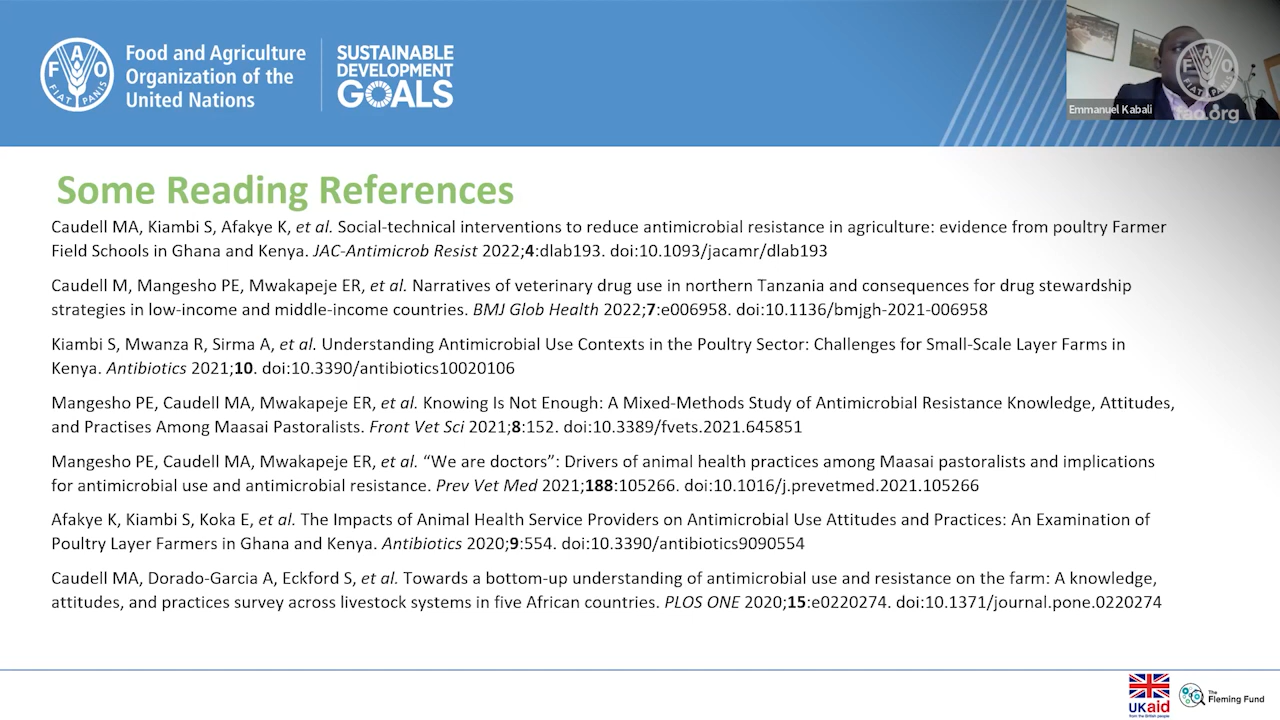 Food and Agriculture
Organization of the
United Nations
FAO
FIAT PANIS
SUSTAINABLE
DEVELOPMENT
GOALS
FAO
FIAT PANIS
fao.org
Emmanuel Kabali
Some Reading References
Caudell MA, Kiambi S, Afakye K, et al. Social-technical interventions to reduce antimicrobial resistance in agriculture: evidence from poultry Farmer
Field Schools in Ghana and Kenya. JAC-Antimicrob Resist 2022;4:dlab193. doi:10.1093/jacamr/dlab193
Caudell M, Mangesho PE, Mwakapeje ER, et al. Narratives of veterinary drug use in northern Tanzania and consequences for drug stewardship
strategies in low-income and middle-income countries. BMJ Glob Health 2022;7:e006958. doi:10.1136/bmjgh-2021-006958
Kiambi S, Mwanza R, Sirma A, et al. Understanding Antimicrobial Use Contexts in the Poultry Sector: Challenges for Small-Scale Layer Farms in
Kenya. Antibiotics 2021;10. doi:10.3390/antibiotics10020106
Mangesho PE, Caudell MA, Mwakapeje ER, et al. Knowing Is Not Enough: A Mixed-Methods Study of Antimicrobial Resistance Knowledge, Attitudes,
and Practises Among Maasai Pastoralists. Front Vet Sci 2021;8:152. doi:10.3389/fvets.2021.645851
Mangesho PE, Caudell MA, Mwakapeje ER, et al. “We are doctors”: Drivers of animal health practices among Maasai pastoralists and implications
for antimicrobial use and antimicrobial resistance. Prev Vet Med 2021;188:105266. doi:10.1016/j.prevetmed.2021.105266
Afakye K, Kiambi S, Koka E, et al. The Impacts of Animal Health Service Providers on Antimicrobial Use Attitudes and Practices: An Examination of
Poultry Layer Farmers in Ghana and Kenya. Antibiotics 2020;9:554. doi:10.3390/antibiotics9090554
Caudell MA, Dorado-Garcia A, Eckford S, et al. Towards a bottom-up understanding of antimicrobial use and resistance on the farm: A knowledge,
attitudes, and practices survey across livestock systems in five African countries. PLOS ONE 2020;15:e0220274. doi:10.1371/journal.pone.0220274
UKaid
from the British people
The
Fleming Fund